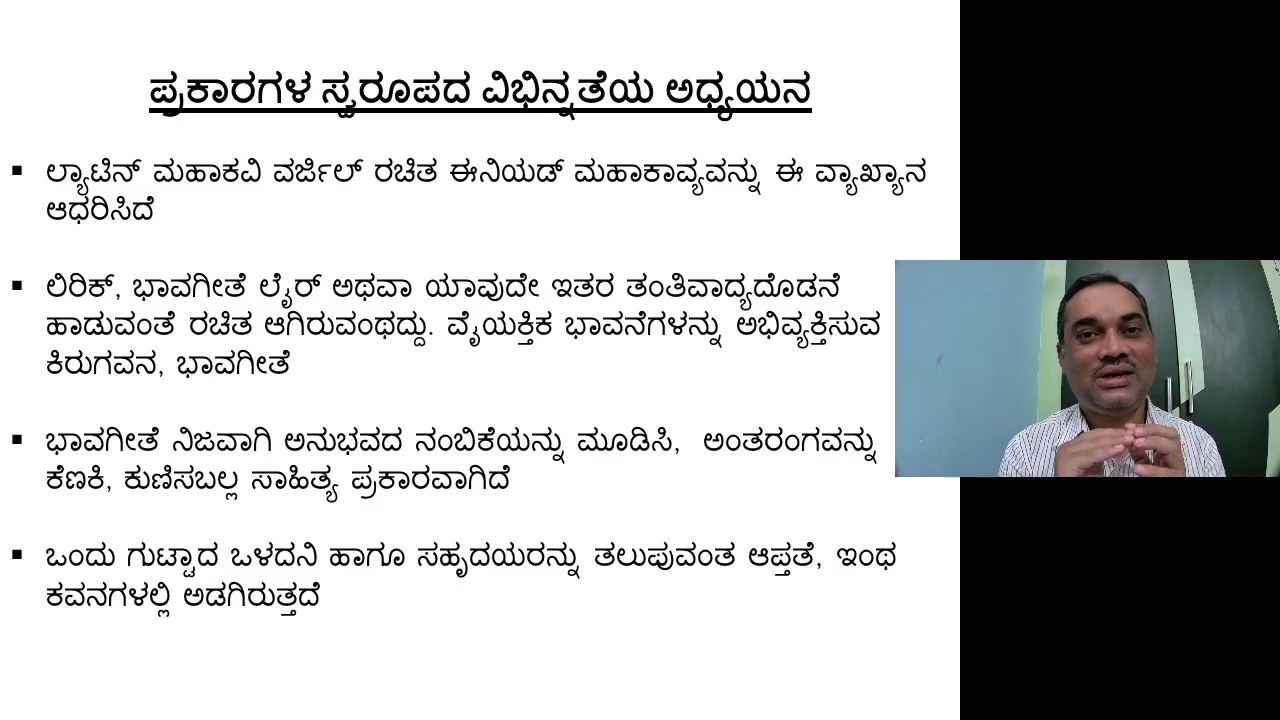 ಪ್ರಕಾರಗಳ ಸ್ವರೂಪದ ವಿಭಿನ್ನತೆಯ ಅಧ್ಯಯನ
▪ ಲ್ಯಾಟಿನ್ ಮಹಾಕವಿ ವರ್ಜಿಲ್ ರಚಿತ ಈನಿಯಡ್ ಮಹಾಕಾವ್ಯವನ್ನು ಈ ವ್ಯಾಖ್ಯಾನ
ಆಧರಿಸಿದೆ
▪ ಲಿರಿಕ್, ಭಾವಗೀತೆ ಲೈರ್ ಅಥವಾ ಯಾವುದೇ ಇತರ ತಂತಿವಾದ್ಯದೊಡನೆ
ಹಾಡುವಂತೆ ರಚಿತ ಆಗಿರುವಂಥದ್ದು. ವೈಯಕ್ತಿಕ ಭಾವನೆಗಳನ್ನು ಅಭಿವ್ಯಕ್ತಿಸುವ
ಕಿರುಗವನ, ಭಾವಗೀತೆ
▪ ಭಾವಗೀತೆ ನಿಜವಾಗಿ ಅನುಭವದ ನಂಬಿಕೆಯನ್ನು ಮೂಡಿಸಿ, ಅಂತರಂಗವನ್ನು
ಕೆಣಕಿ, ಕುಣಿಸಬಲ್ಲ ಸಾಹಿತ್ಯ ಪ್ರಕಾರವಾಗಿದೆ
▪ ಒಂದು ಗುಟ್ಟಾದ ಒಳದನಿ ಹಾಗೂ ಸಹೃದಯರನ್ನು ತಲುಪುವಂತ ಆಪ್ತತೆ, ಇಂಥ
ಕವನಗಳಲ್ಲಿ ಅಡಗಿರುತ್ತದೆ